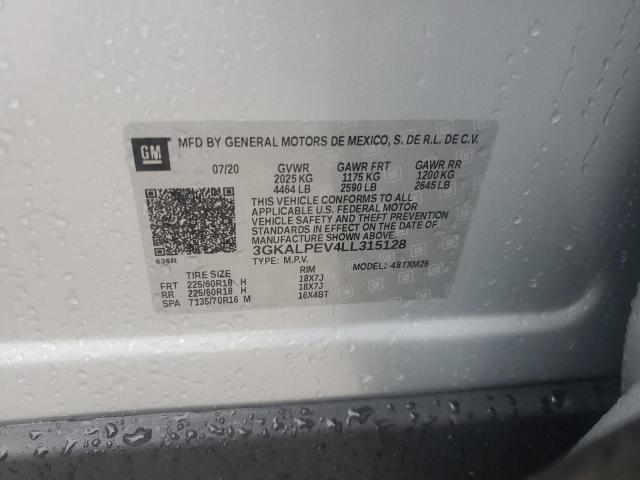 GM
MFD BY GENERAL MOTORS DE MEXICO, S. DE R.L. DE C.V.
07/20 GVWR GAWR FRT GAWR RR
2025 KG 1175 KG 1200 KG
4464 LB 2590 LB 2645 LB
THIS VEHICLE CONFORMS TO ALL
APPLICABLE U.S. FEDERAL MOTOR
VEHICLE SAFETY AND THEFT PREVENTION
STANDARDS IN EFFECT ON THE DATE OF
MANUFACTURE SHOWN ABOVE.
3GKALPEV4LL315128
636R
TYPE: M.P.V. MODEL: 48TXM26
TIRE SIZE RIM
FRT 225/60R18 H 18X7J
RR 225/60R18 H 18X7J
SPA T135/70R16 M 16X4BT